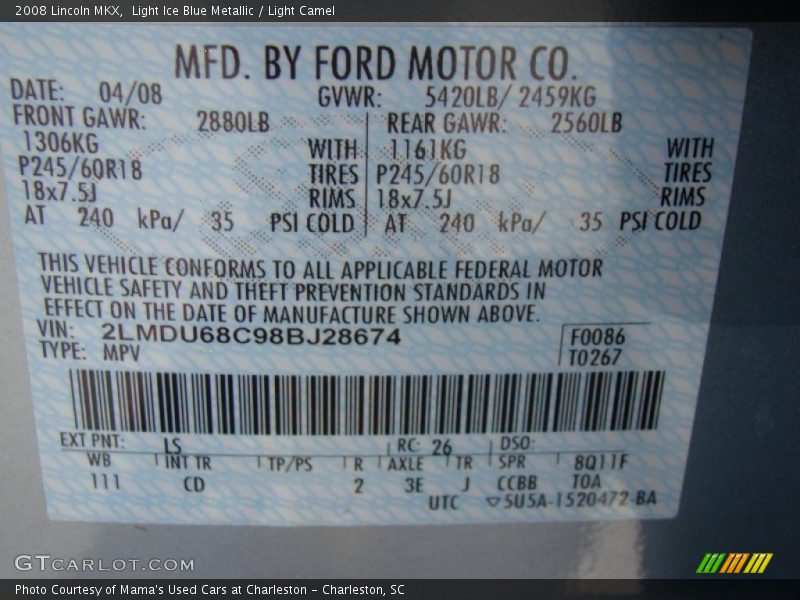 2008 Lincoln MKX, Light Ice Blue Metallic / Light Camel
MFD. BY FORD MOTOR CO.
DATE: 04/08 GVWR: 5420LB/ 2459KG
FRONT GAWR: 2880LB REAR GAWR: 2560LB
1306KG WITH 1161KG WITH
P245/60R18 TIRES P245/60R18 TIRES
18x7.5J RIMS 18x7.5J RIMS
AT 240 kPa/ 35 PSI COLD AT 240 kPa/ 35 PSI COLD
THIS VEHICLE CONFORMS TO ALL APPLICABLE FEDERAL MOTOR
VEHICLE SAFETY AND THEFT PREVENTION STANDARDS IN
EFFECT ON THE DATE OF MANUFACTURE SHOWN ABOVE.
VIN: 2LMDU68C98BJ28674 F0086
TYPE: MPV T0267
EXT PNT: LS RC: 26 DSO:
WB INT TR TP/PS R AXLE TR SPR 8Q11F
111 CD 2 3E J CCBB TOA
UTC ▽5U5A-1520472-BA
GTCARLOT.COM
Photo Courtesy of Mama's Used Cars at Charleston - Charleston, SC